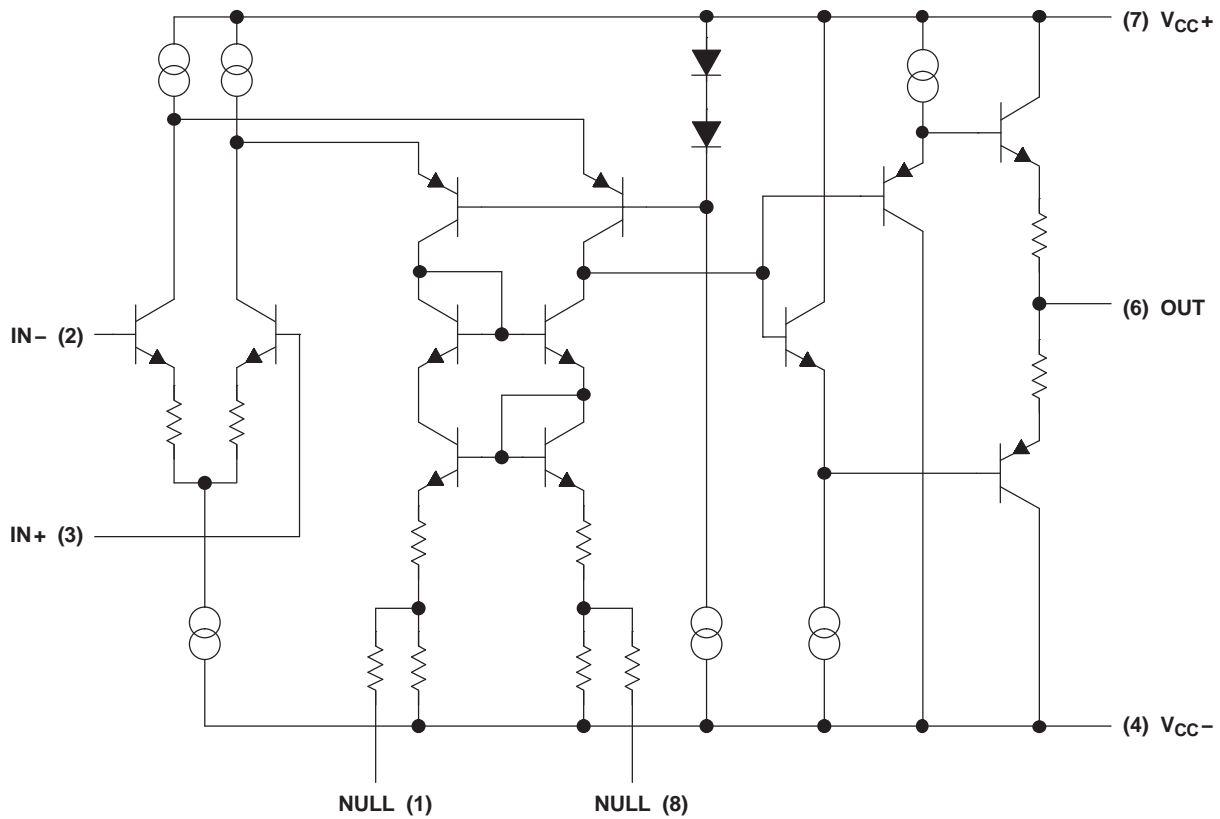 (7) VCC+
IN− (2)
(6) OUT
IN+ (3)
(4) VCC−
NULL (1)
NULL (8)